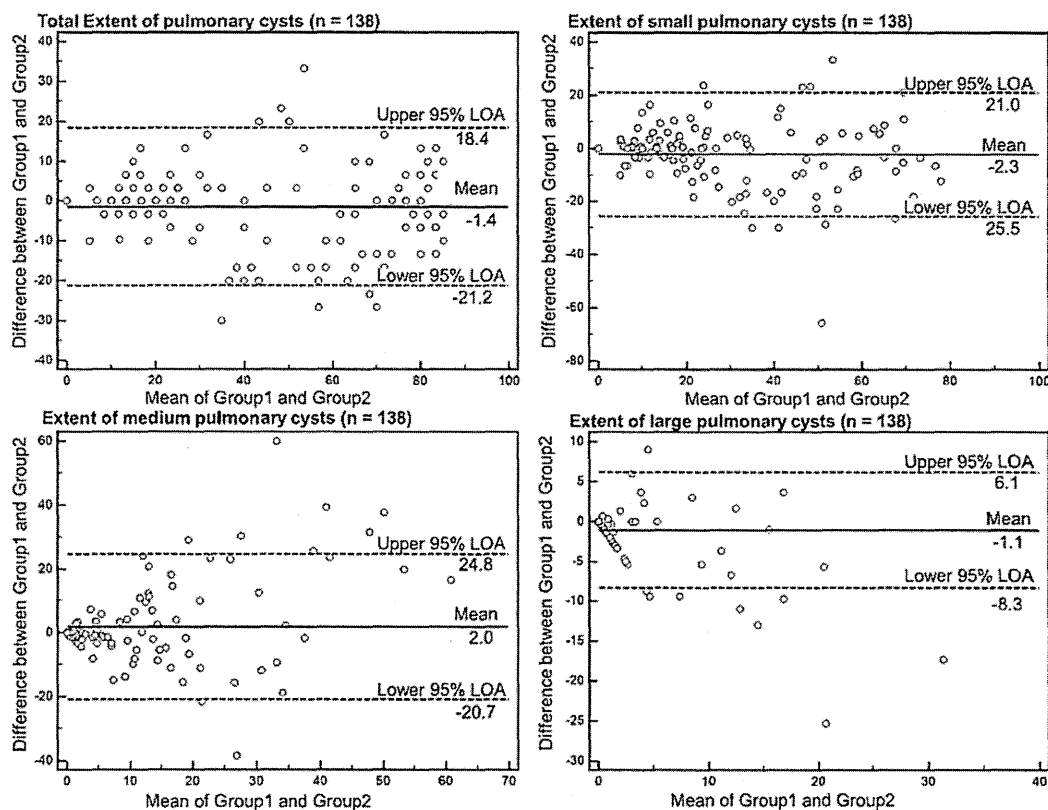 Total Extent of pulmonary cysts (n = 138)
Difference between Group1 and Group2
40
30
20
10
0
-10
-20
-30
-40
Upper 95% LOA
18.4
Mean
-1.4
Lower 95% LOA
-21.2
0 20 40 60 80 100
Mean of Group1 and Group2
Extent of small pulmonary cysts (n = 138)
Difference between Group1 and Group2
40
20
0
-20
-40
-60
-80
Upper 95% LOA
21.0
Mean
-2.3
Lower 95% LOA
25.5
0 20 40 60 80 100
Mean of Group1 and Group2
Extent of medium pulmonary cysts (n = 138)
Difference between Group1 and Group2
60
40
20
0
-20
-40
Upper 95% LOA
24.8
Mean
2.0
Lower 95% LOA
-20.7
0 10 20 30 40 50 60 70
Mean of Group1 and Group2
Extent of large pulmonary cysts (n = 138)
Difference between Group1 and Group2
10
5
0
-5
-10
-15
-20
-25
-30
Upper 95% LOA
6.1
Mean
-1.1
Lower 95% LOA
-8.3
0 10 20 30 40
Mean of Group1 and Group2